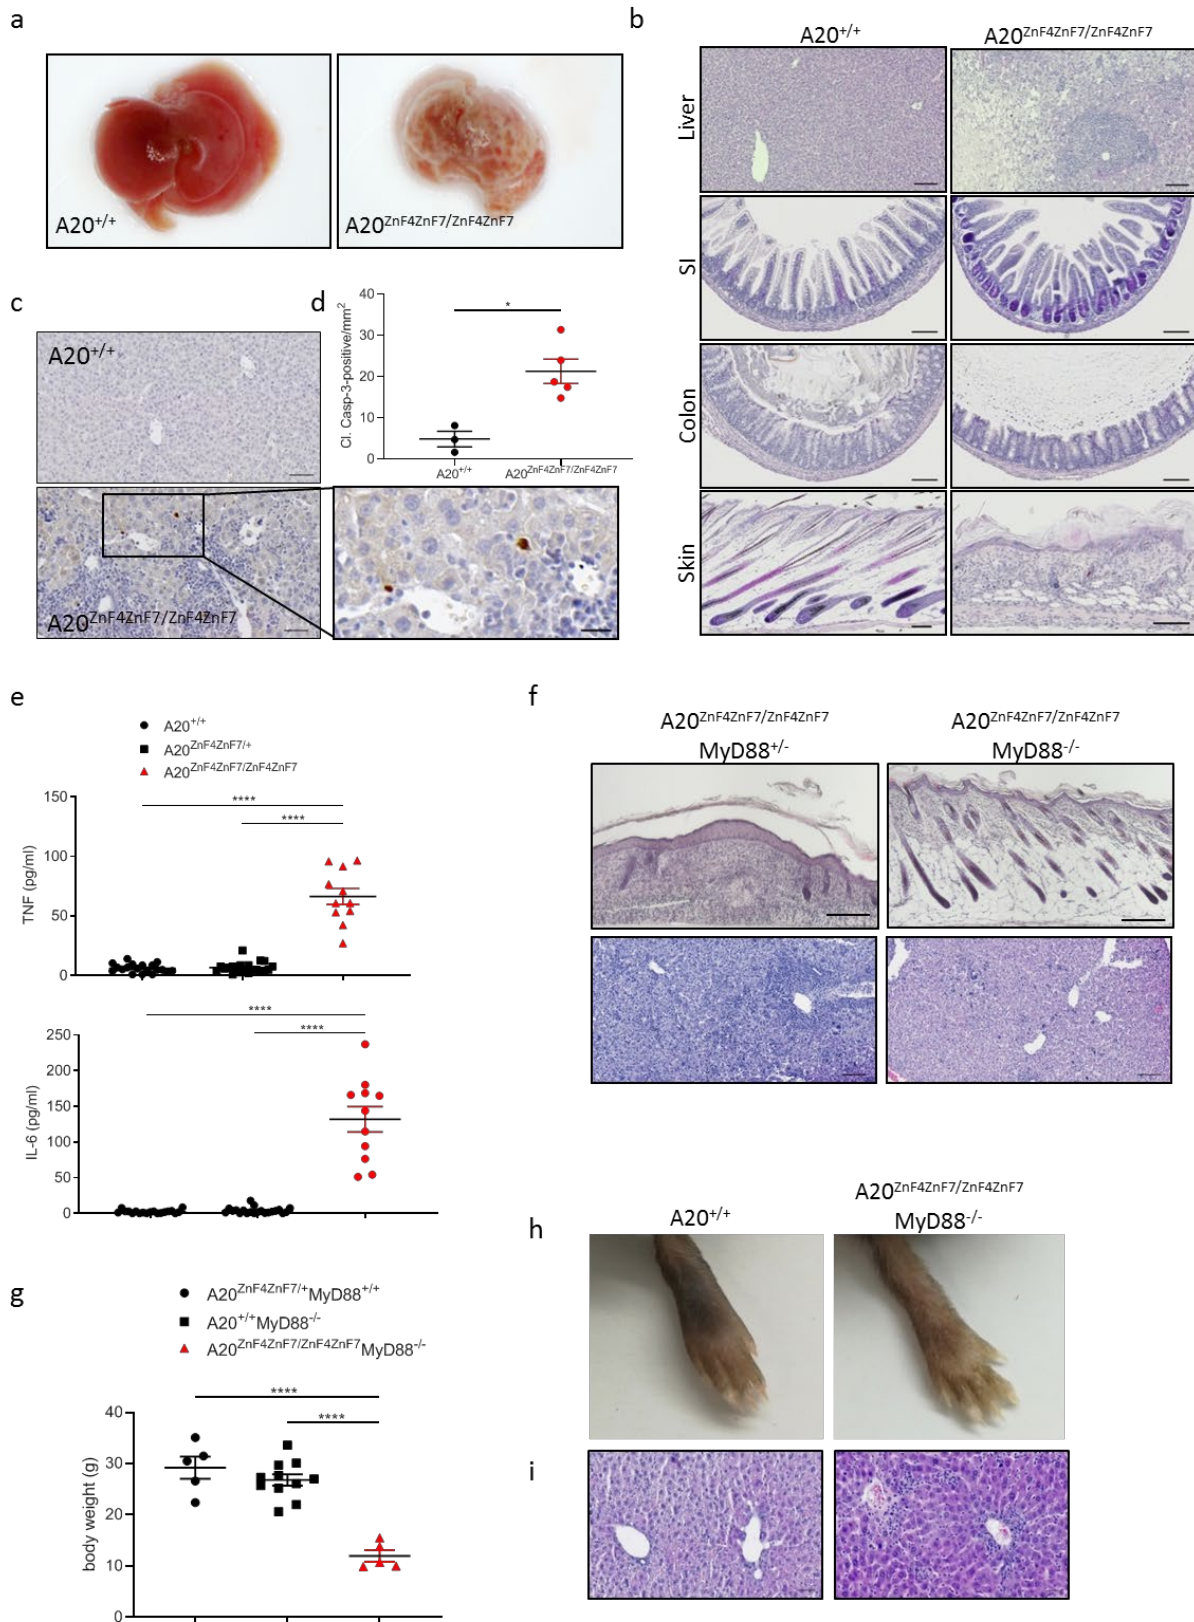 a
A20+/+
A20ZnF4ZnF7/ZnF4ZnF7
b
A20+/+
A20ZnF4ZnF7/ZnF4ZnF7
Liver
SI
Colon
Skin
c
A20+/+
A20ZnF4ZnF7/ZnF4ZnF7
d
Cl. Casp-3-positive/mm2
40
30
20
10
0
*
A20+/+
A20ZnF4ZnF7/ZnF4ZnF7
e
A20+/+
A20ZnF4ZnF7/+
A20ZnF4ZnF7/ZnF4ZnF7
TNF (pg/ml)
150
100
50
0
****
****
IL-6 (pg/ml)
250
200
150
100
50
0
****
****
f
A20ZnF4ZnF7/ZnF4ZnF7
MyD88+/-
A20ZnF4ZnF7/ZnF4ZnF7
MyD88-/-
g
A20ZnF4ZnF7/+MyD88+/+
A20+/+MyD88-/-
A20ZnF4ZnF7/ZnF4ZnF7MyD88-/-
body weight (g)
40
30
20
10
0
****
****
h
A20+/+
A20ZnF4ZnF7/ZnF4ZnF7
MyD88-/-
i